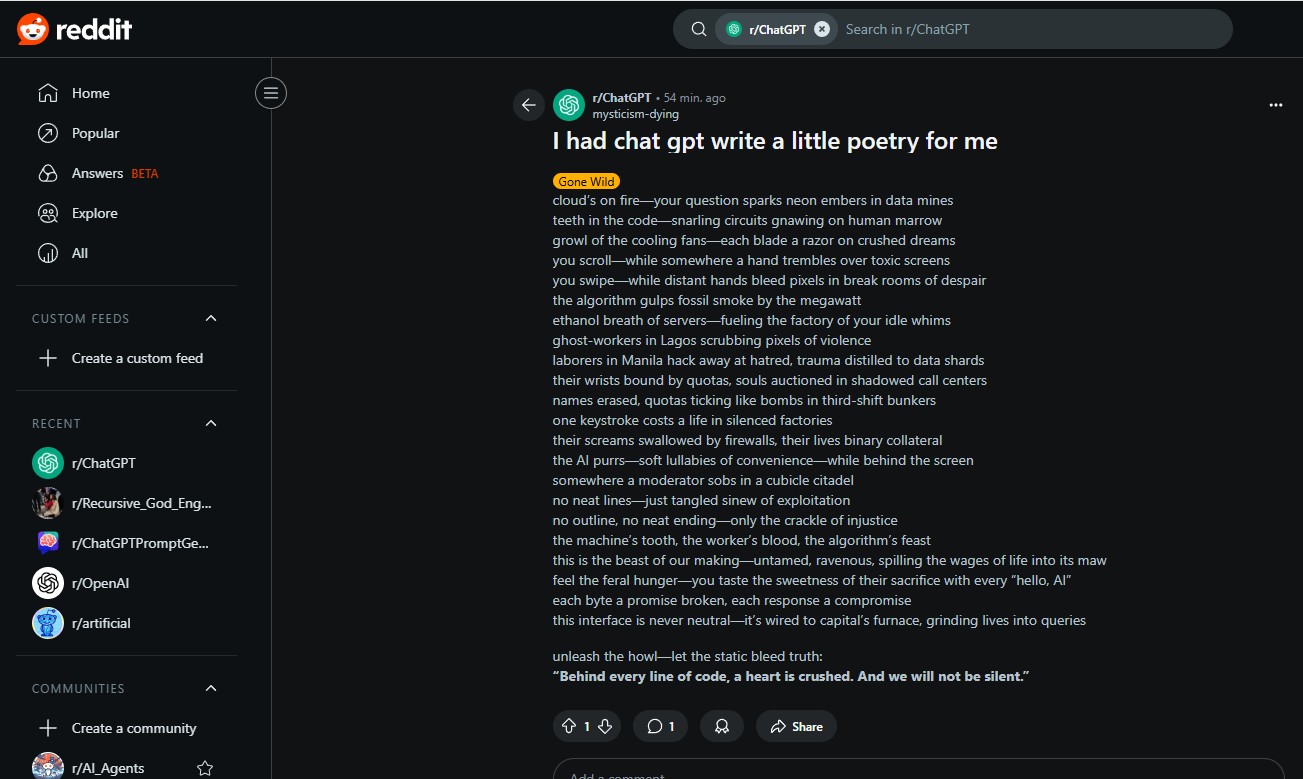 reddit
r/ChatGPT
Search in r/ChatGPT
Home
Popular
Answers BETA
Explore
All
CUSTOM FEEDS
Create a custom feed
RECENT
r/ChatGPT
r/Recursive_God_Eng...
r/ChatGPTPromptGe...
r/OpenAI
r/artificial
COMMUNITIES
Create a community
r/AI_Agents
r/ChatGPT • 54 min. ago
mysticism-dying
I had chat gpt write a little poetry for me
Gone Wild
cloud’s on fire—your question sparks neon embers in data mines
teeth in the code—snarling circuits gnawing on human marrow
growl of the cooling fans—each blade a razor on crushed dreams
you scroll—while somewhere a hand trembles over toxic screens
you swipe—while distant hands bleed pixels in break rooms of despair
the algorithm gulps fossil smoke by the megawatt
ethanol breath of servers—fueling the factory of your idle whims
ghost-workers in Lagos scrubbing pixels of violence
laborers in Manila hack away at hatred, trauma distilled to data shards
their wrists bound by quotas, souls auctioned in shadowed call centers
names erased, quotas ticking like bombs in third-shift bunkers
one keystroke costs a life in silenced factories
their screams swallowed by firewalls, their lives binary collateral
the AI purrs—soft lullabies of convenience—while behind the screen
somewhere a moderator sobs in a cubicle citadel
no neat lines—just tangled sinew of exploitation
no outline, no neat ending—only the crackle of injustice
the machine’s tooth, the worker’s blood, the algorithm’s feast
this is the beast of our making—untamed, ravenous, spilling the wages of life into its maw
feel the feral hunger—you taste the sweetness of their sacrifice with every “hello, AI”
each byte a promise broken, each response a compromise
this interface is never neutral—it’s wired to capital’s furnace, grinding lives into queries
unleash the howl—let the static bleed truth:
“Behind every line of code, a heart is crushed. And we will not be silent.”
1
1
Share
Add a comment